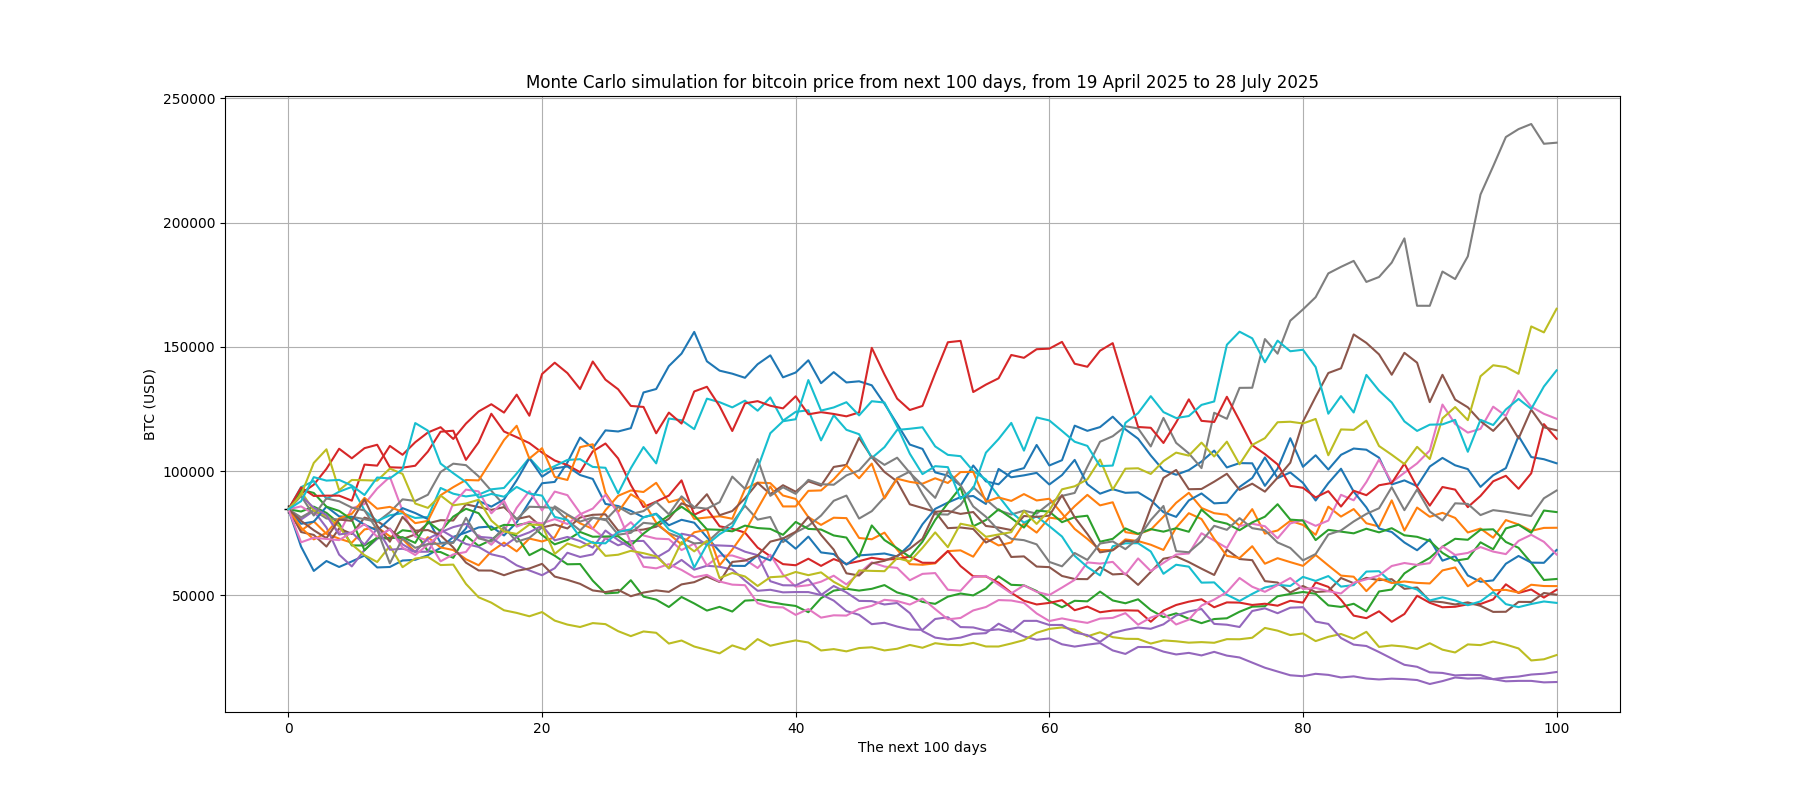 Monte Carlo simulation for bitcoin price from next 100 days, from 19 April 2025 to 28 July 2025
250000
200000
150000
100000
50000
BTC (USD)
0 20 40 60 80 100
The next 100 days